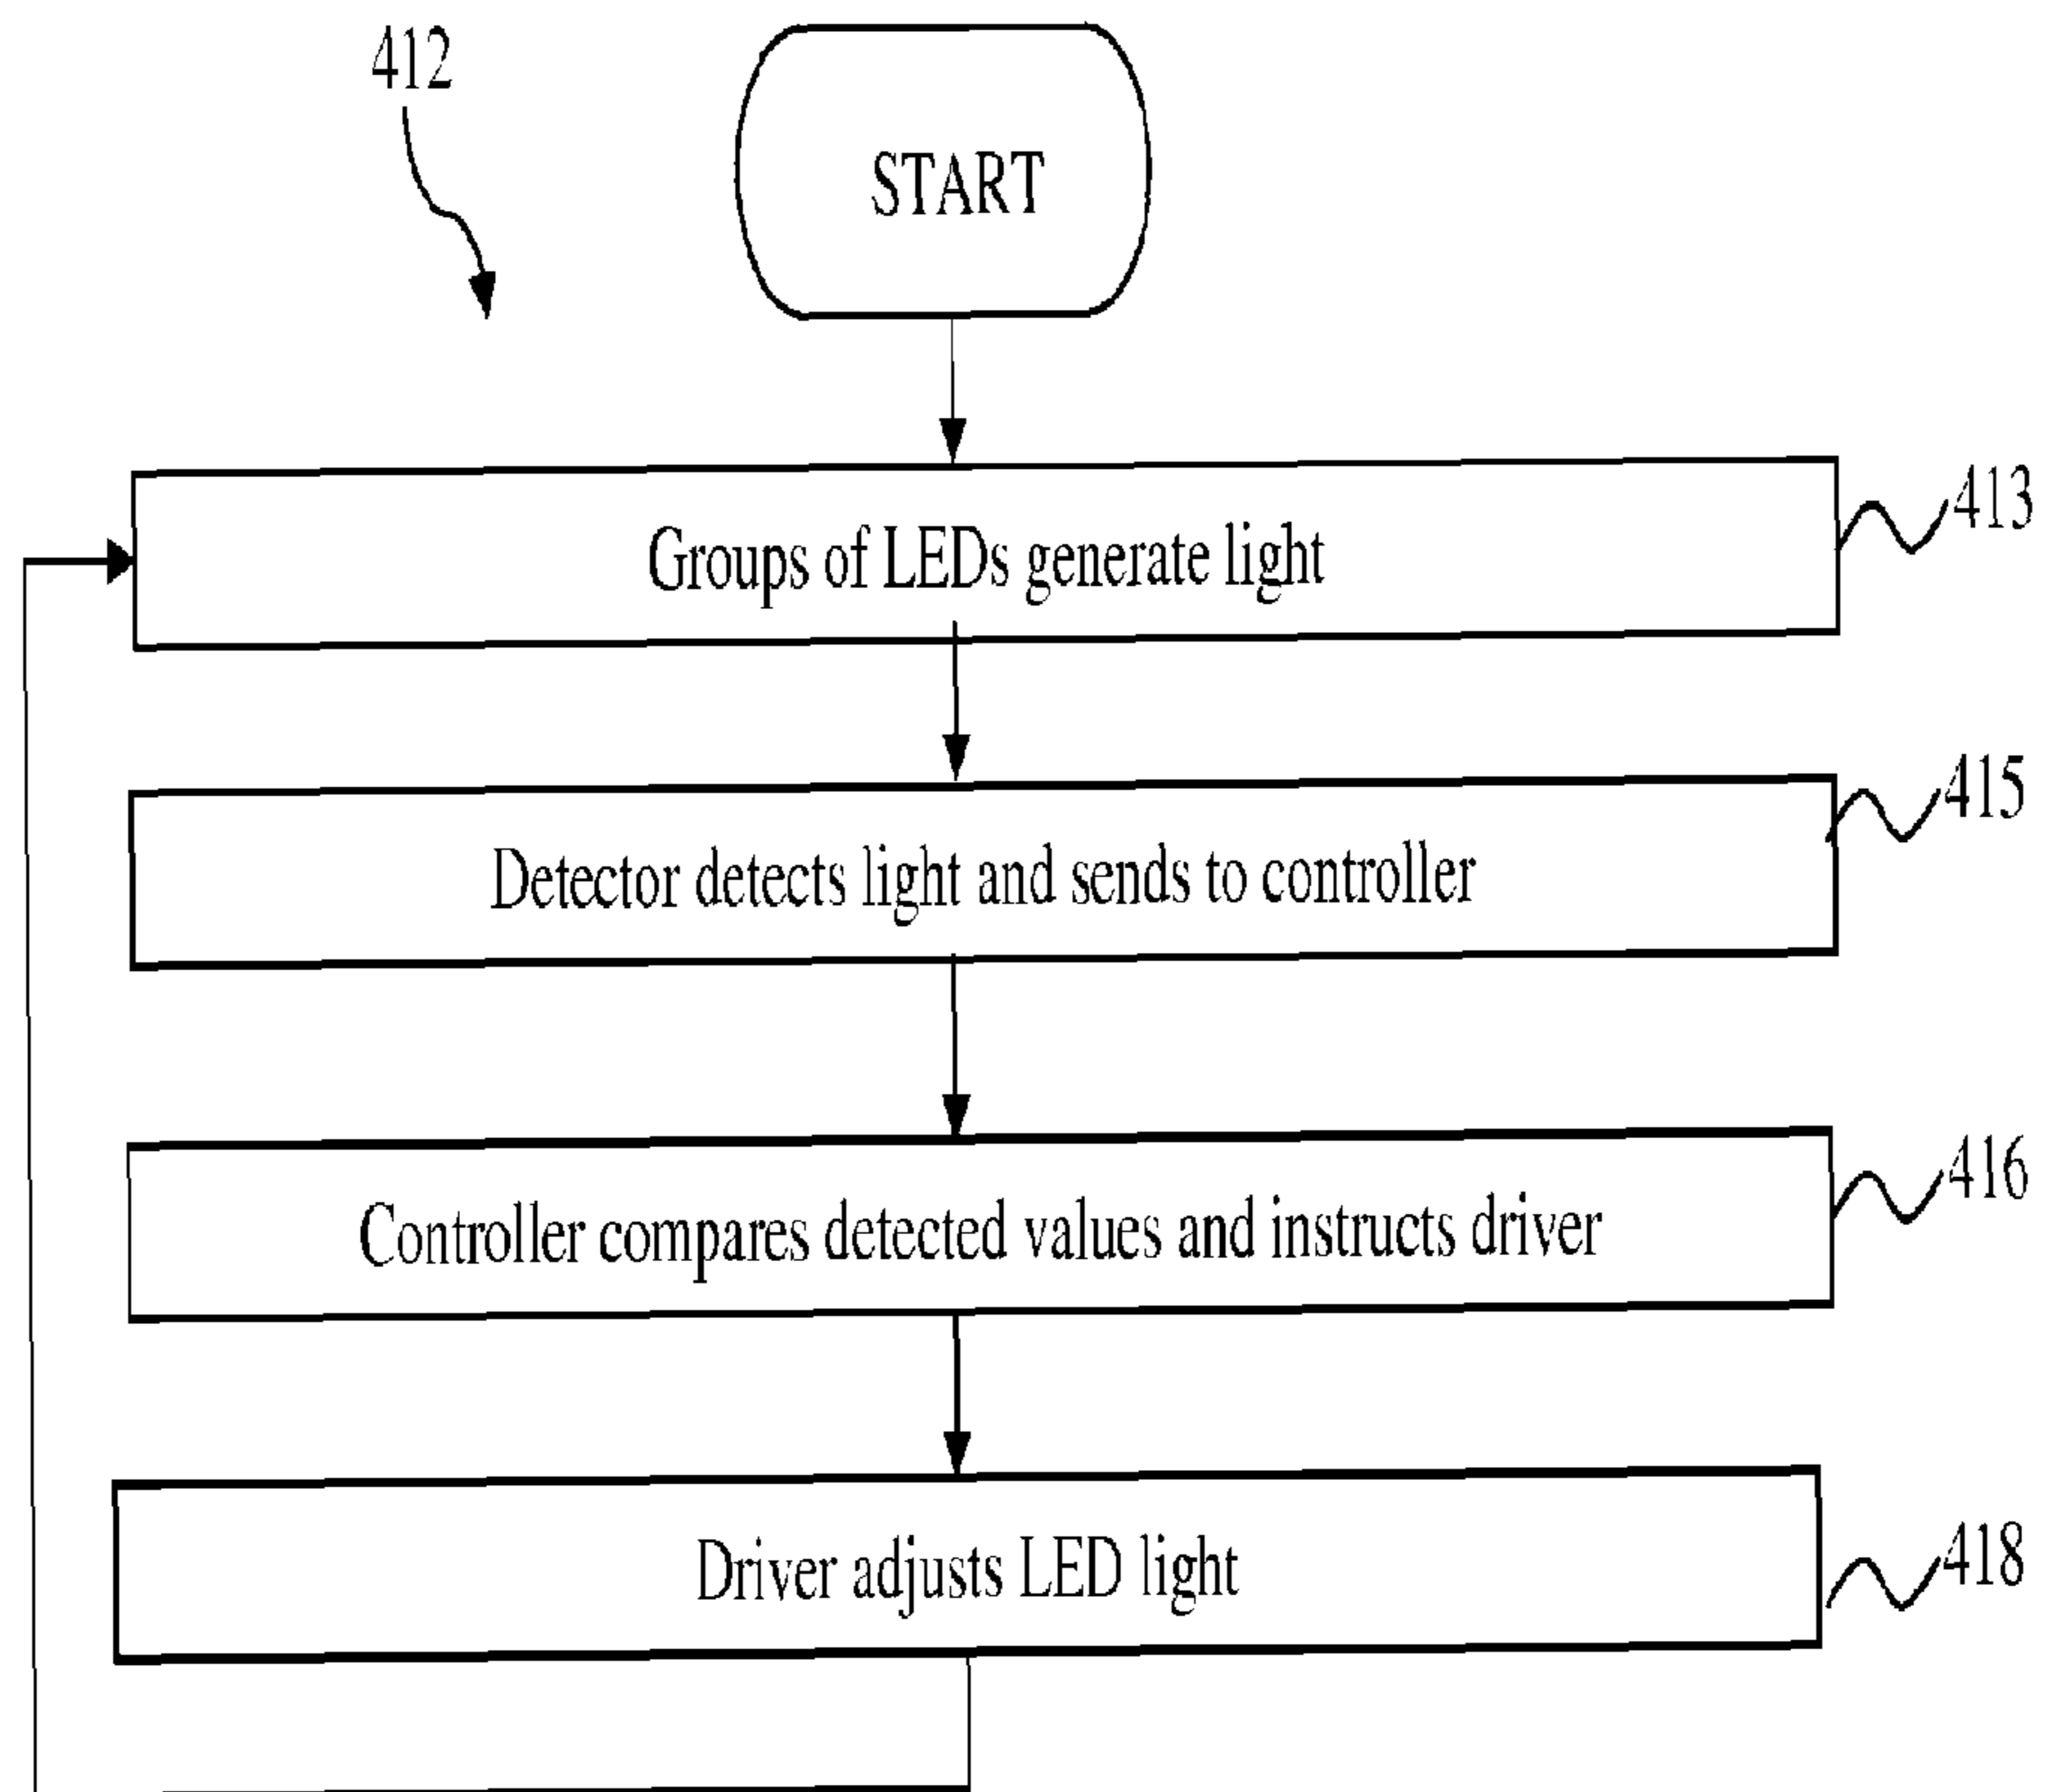 412
START
Groups of LEDs generate light
413
Detector detects light and sends to controller
415
Controller compares detected values and instructs driver
416
Driver adjusts LED light
418